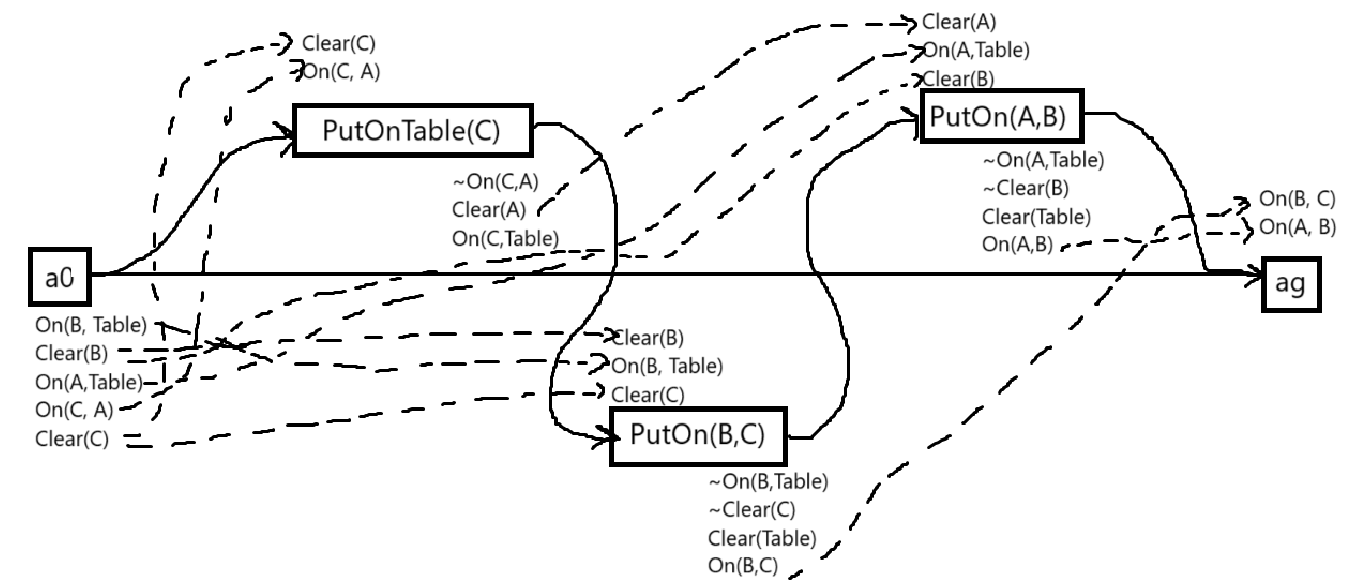 Clear(C)
On(C, A)
PutOnTable(C)
~On(C,A)
Clear(A)
On(C,Table)
a0
On(B, Table)
Clear(B)
On(A,Table)
On(C, A)
Clear(C)
Clear(B)
On(B, Table)
Clear(C)
PutOn(B,C)
~On(B,Table)
~Clear(C)
Clear(Table)
On(B,C)
Clear(A)
On(A,Table)
Clear(B)
PutOn(A,B)
~On(A,Table)
~Clear(B)
Clear(Table)
On(A,B)
On(B, C)
On(A, B)
ag